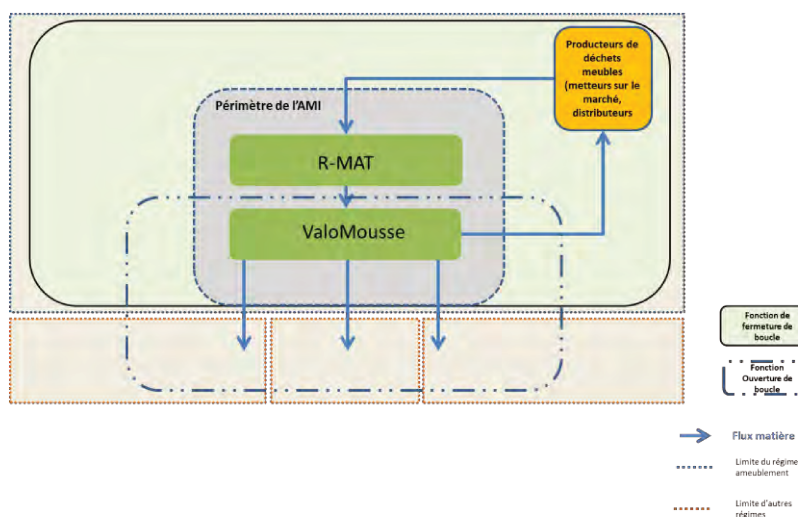 Producteurs de
déchets
meubles
(metteurs sur le
marché,
distributeurs
Périmètre de l'AMI
R-MAT
ValoMousse
Fonction de
fermeture de
boucle
Fonction
Ouverture de
boucle
Flux matière
Limite du régime
ameublement
Limite d'autres
régimes